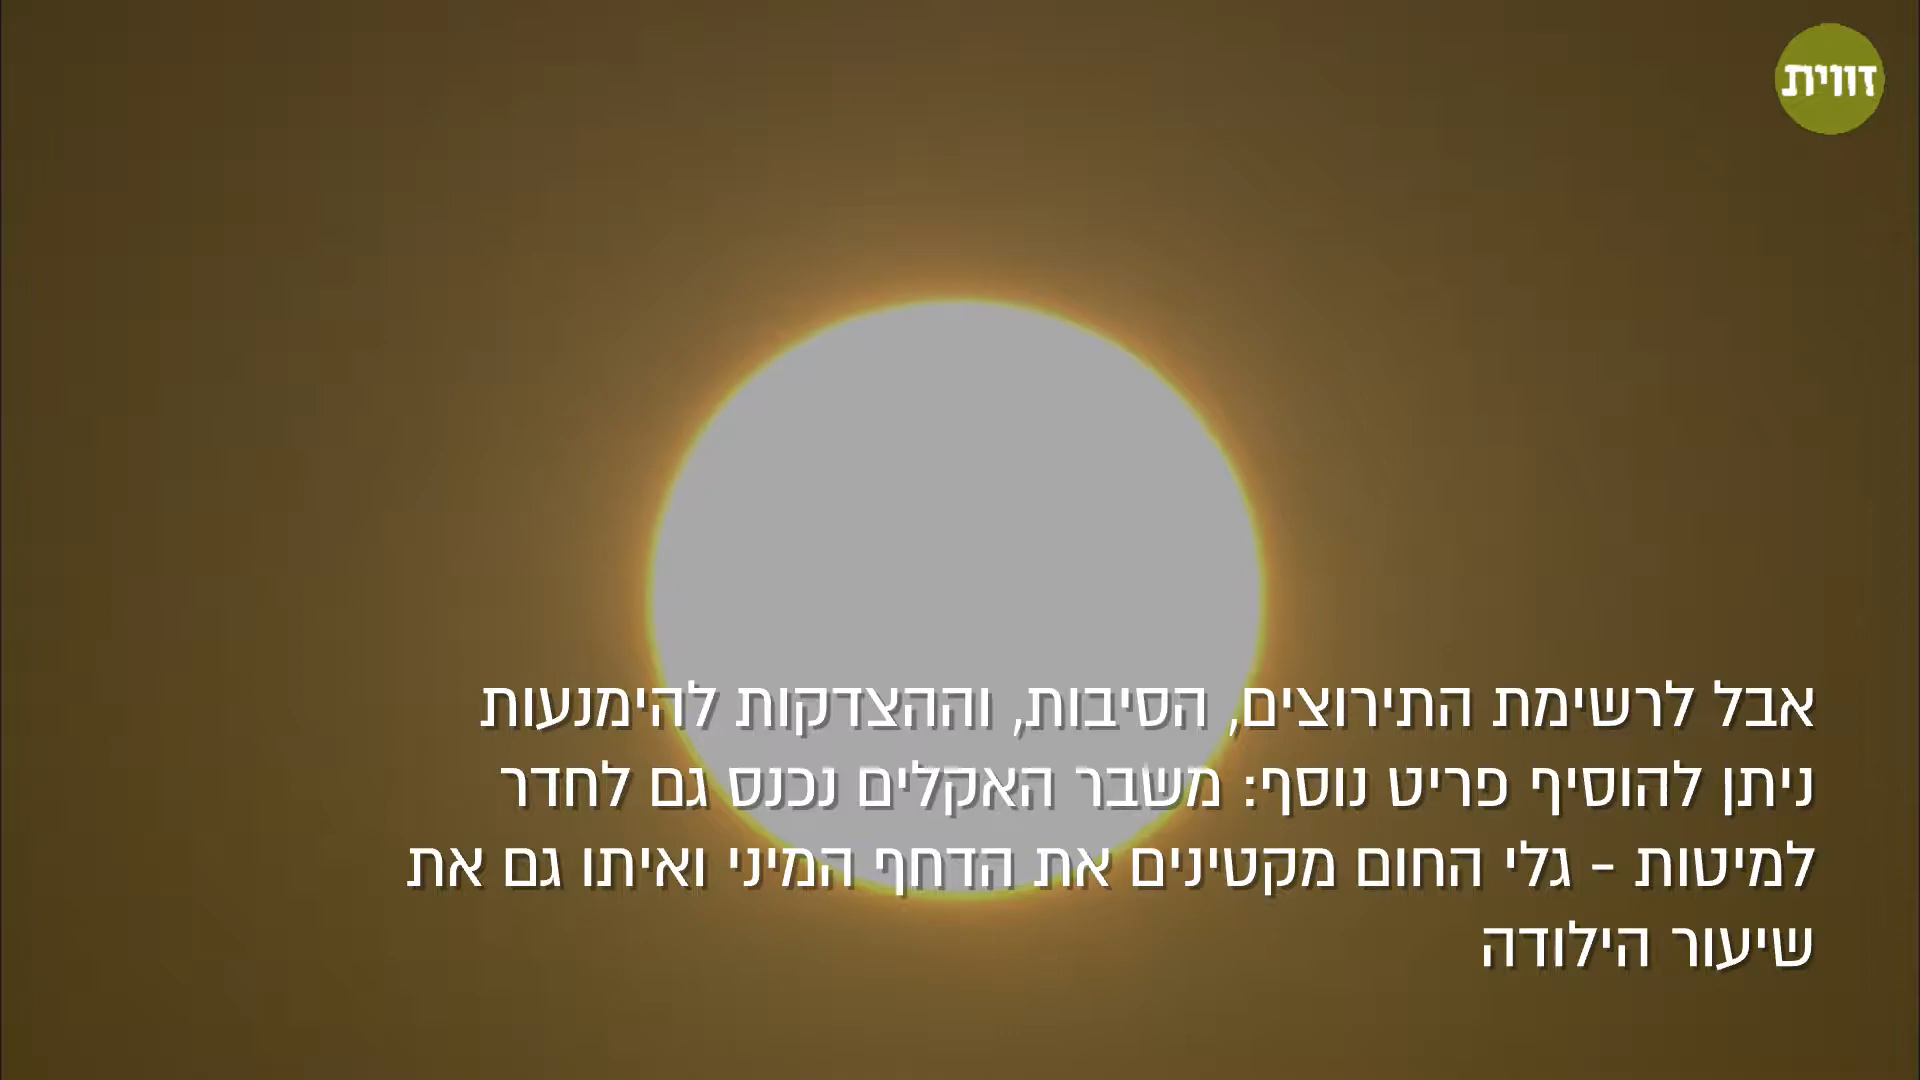 זווית
אבל לרשימת התירוצים, הסיבות, וההצדקות להימנעות
ניתן להוסיף פריט נוסף: משבר האקלים נכנס גם לחדר
למיטות - גלי החום מקטינים את הדחף המיני ואיתו גם את
שיעור הילודה